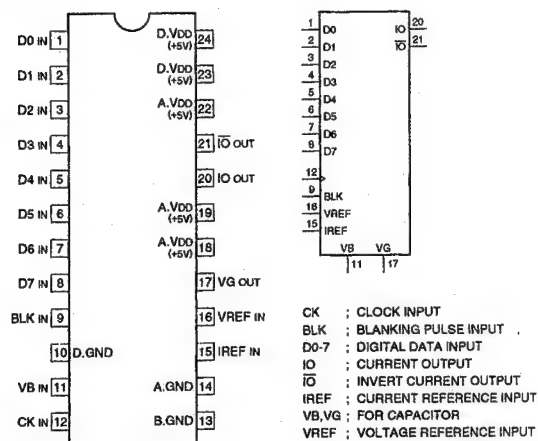 D0 IN 1
D1 IN 2
D2 IN 3
D3 IN 4
D4 IN 5
D5 IN 6
D6 IN 7
D7 IN 8
BLK IN 9
10 D.GND
VB IN 11
CK IN 12
D.VDD (+5V) 24
D.VDD (+5V) 23
A.VDD (+5V) 22
21 I̅O̅ OUT
20 IO OUT
A.VDD (+5V) 19
A.VDD (+5V) 18
17 VG OUT
16 VREF IN
15 IREF IN
A.GND 14
B.GND 13
1 D0
2 D1
3 D2
4 D3
5 D4
6 D5
7 D6
8 D7
12
9 BLK
16 VREF
15 IREF
IO 20
I̅O̅ 21
VB VG
11 17
CK ; CLOCK INPUT
BLK ; BLANKING PULSE INPUT
D0-7 ; DIGITAL DATA INPUT
IO ; CURRENT OUTPUT
I̅O̅ ; INVERT CURRENT OUTPUT
IREF ; CURRENT REFERENCE INPUT
VB,VG ; FOR CAPACITOR
VREF ; VOLTAGE REFERENCE INPUT